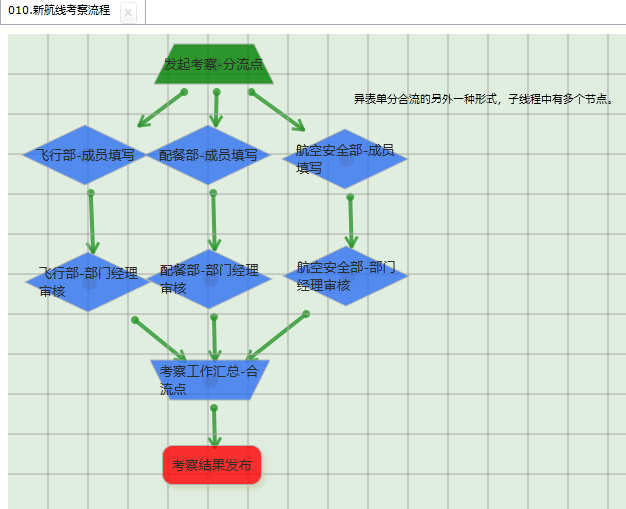 010.新航线考察流程
发起考察-分流点
异表单分合流的另外一种形式，子线程中有多个节点。
飞行部-成员填写
配餐部-成员填写
航空安全部-成员
填写
飞行部-部门经理
审核
配餐部-部门经理
审核
航空安全部-部门
经理审核
考察工作汇总-合
流点
考察结果发布